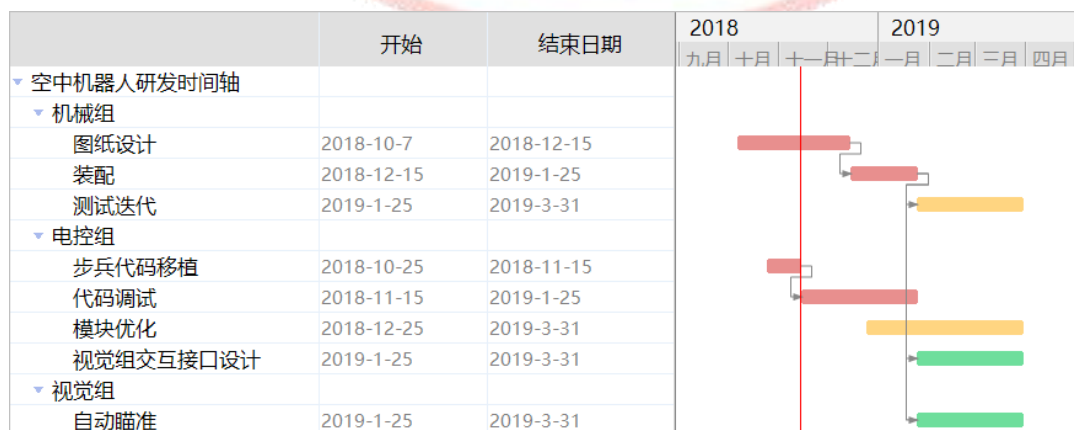 2018 2019
开始 结束日期
九月 十月 十一月 十二月 一月 二月 三月 四月
空中机器人研发时间轴
机械组
图纸设计 2018-10-7 2018-12-15
装配 2018-12-15 2019-1-25
测试迭代 2019-1-25 2019-3-31
电控组
步兵代码移植 2018-10-25 2018-11-15
代码调试 2018-11-15 2019-1-25
模块优化 2018-12-25 2019-3-31
视觉组交互接口设计 2019-1-25 2019-3-31
视觉组
自动瞄准 2019-1-25 2019-3-31